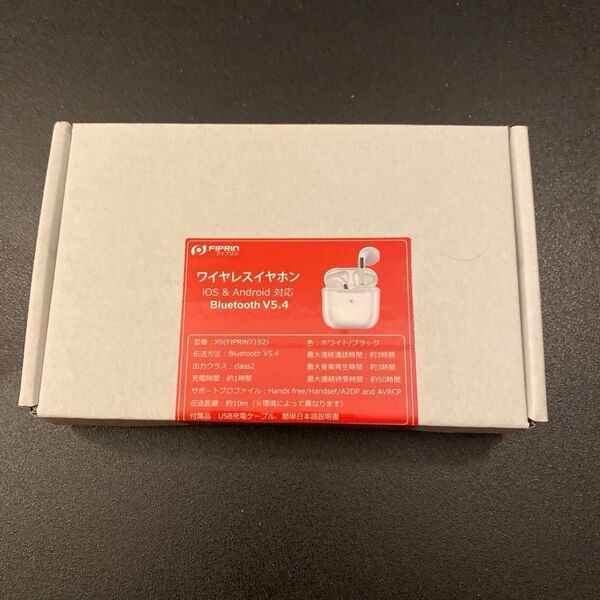 FIPRIN
フィプリン
ワイヤレスイヤホン
iOS & Android 対応
Bluetooth V5.4
型番：X9(FIPRIN7192)
色：ホワイト/ブラック
伝送方法：Bluetooth V5.4
最大連続通話時間：約3時間
出力クラス：class2
最大音楽再生時間：約3時間
充電時間：約1時間
最大連続待受時間：約50時間
サポートプロファイル：Hands free/Handset/A2DP and AVRCP
伝送距離：約10m（※環境によって異なります）
付属品：USB充電ケーブル、簡単日本語説明書